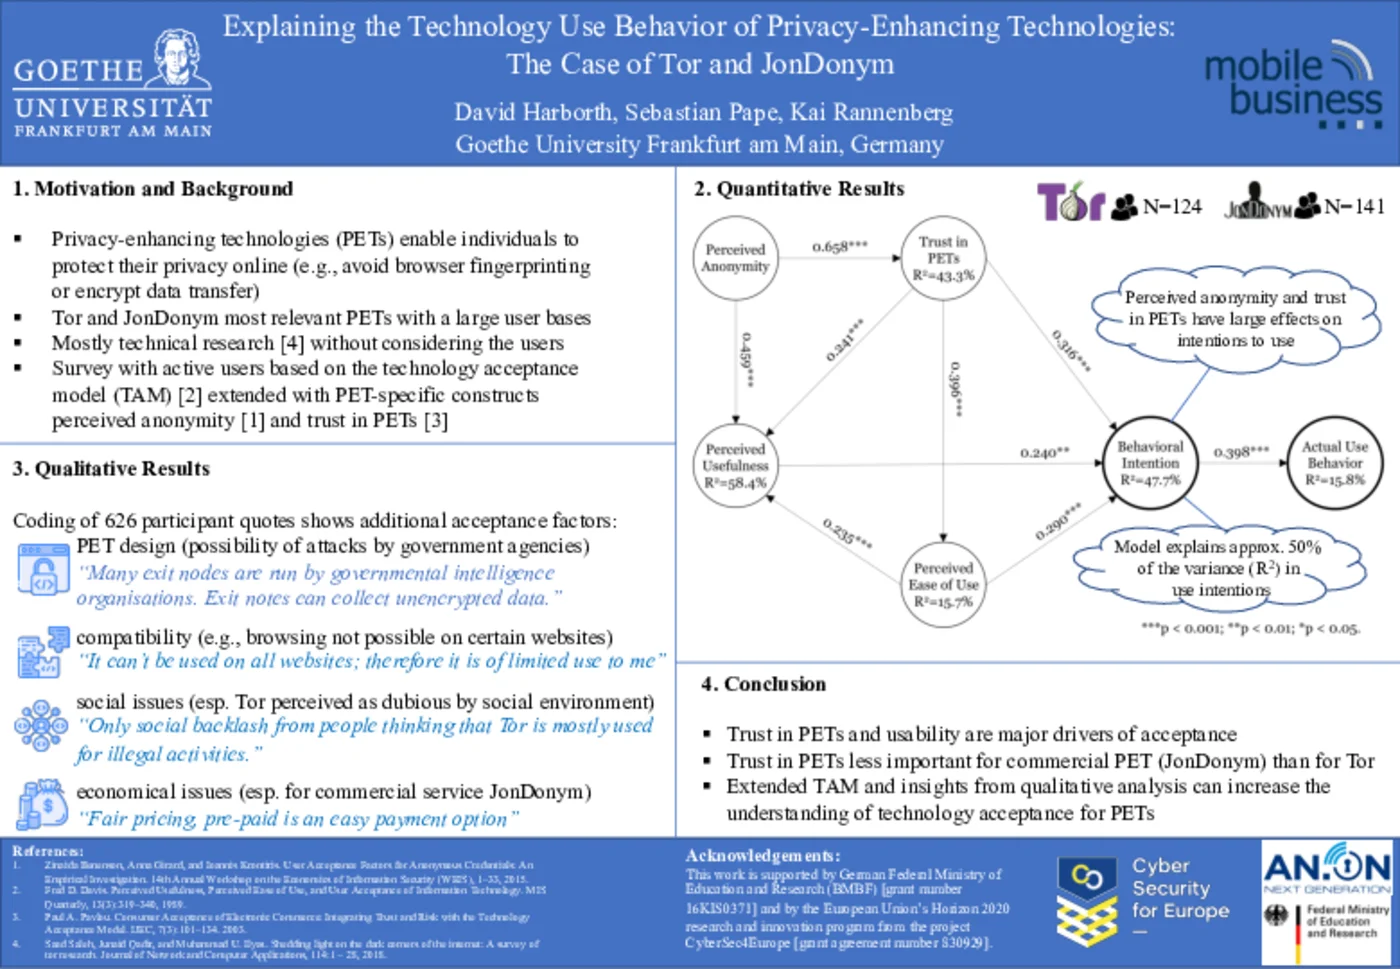 Explaining the Technology Use Behavior of Privacy-Enhancing Technologies:
The Case of Tor and JonDonym
David Harborth, Sebastian Pape, Kai Rannenberg
Goethe University Frankfurt am Main, Germany
GOETHE
UNIVERSITÄT
FRANKFURT AM MAIN
mobile
business
1. Motivation and Background
▪ Privacy-enhancing technologies (PETs) enable individuals to
protect their privacy online (e.g., avoid browser fingerprinting
or encrypt data transfer)
▪ Tor and JonDonym most relevant PETs with a large user bases
▪ Mostly technical research [4] without considering the users
▪ Survey with active users based on the technology acceptance
model (TAM) [2] extended with PET-specific constructs
perceived anonymity [1] and trust in PETs [3]
2. Quantitative Results
Tor N=124
JONDONYM N=141
Perceived
Anonymity
0.658***
Trust in
PETs
R²=43.3%
0.459***
0.241***
0.396***
0.316***
Perceived anonymity and trust
in PETs have large effects on
intentions to use
Perceived
Usefulness
R²=58.4%
0.240**
Behavioral
Intention
R²=47.7%
0.398***
Actual Use
Behavior
R²=15.8%
0.235***
0.290***
Perceived
Ease of Use
R²=15.7%
Model explains approx. 50%
of the variance (R²) in
use intentions
***p < 0.001; **p < 0.01; *p < 0.05.
3. Qualitative Results
Coding of 626 participant quotes shows additional acceptance factors:
PET design (possibility of attacks by government agencies)
“Many exit nodes are run by governmental intelligence
organisations. Exit notes can collect unencrypted data.”
compatibility (e.g., browsing not possible on certain websites)
“It can’t be used on all websites; therefore it is of limited use to me”
social issues (esp. Tor perceived as dubious by social environment)
“Only social backlash from people thinking that Tor is mostly used
for illegal activities.”
economical issues (esp. for commercial service JonDonym)
“Fair pricing, pre-paid is an easy payment option”
4. Conclusion
▪ Trust in PETs and usability are major drivers of acceptance
▪ Trust in PETs less important for commercial PET (JonDonym) than for Tor
▪ Extended TAM and insights from qualitative analysis can increase the
understanding of technology acceptance for PETs
References:
1. Zinaida Benenson, Anna Girard, and Ioannis Krontiris. User Acceptance Factors for Anonymous Credentials: An
Empirical Investigation. 14th Annual Workshop on the Economics of Information Security (WEIS), 1–33, 2015.
2. Fred D. Davis. Perceived Usefulness, Perceived Ease of Use, and User Acceptance of Information Technology. MIS
Quarterly, 13(3):319–340, 1989.
3. Paul A. Pavlou. Consumer Acceptance of Electronic Commerce: Integrating Trust and Risk with the Technology
Acceptance Model. IJEC, 7(3):101–134, 2003.
4. Saad Saleh, Junaid Qadir, and Muhammad U. Ilyas. Shedding light on the dark corners of the internet: A survey of
tor research. Journal of Network and Computer Applications, 114:1 – 28, 2018.
Acknowledgements:
This work is supported by German Federal Ministry of
Education and Research (BMBF) [grant number
16KIS0371] and by the European Union's Horizon 2020
research and innovation program from the project
CyberSec4Europe [grant agreement number 830929].
Cyber
Security
for Europe
AN.ON
NEXT GENERATION
Federal Ministry
of Education
and Research